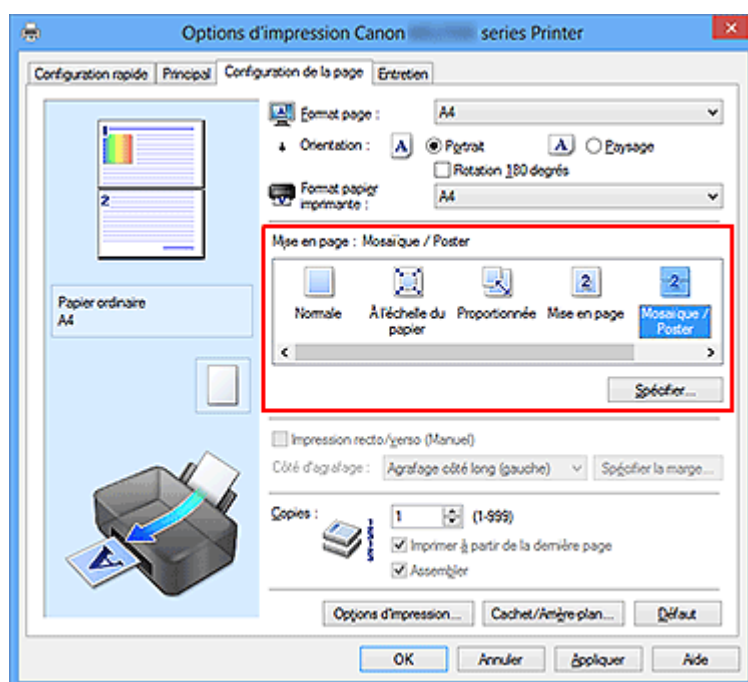 Options d'impression Canon series Printer
Configuration rapide Principal Configuration de la page Entretien
Format page : A4
Orientation : A Portrait A Paysage
Rotation 180 degrés
Format papier imprimante : A4
1
2
Mise en page : Mosaïque / Poster
2 2
Normale À l'échelle du papier Proportionnée Mise en page Mosaïque / Poster
Spécifier...
Papier ordinaire
A4
Impression recto/verso (Manuel)
Côté d'agrafage : Agrafage côté long (gauche) Spécifier la marge...
Copies : 1 (1-999)
Imprimer à partir de la dernière page
Assembler
A
Options d'impression... Cachet/Arrière-plan... Défaut
OK Annuler Appliquer Aide